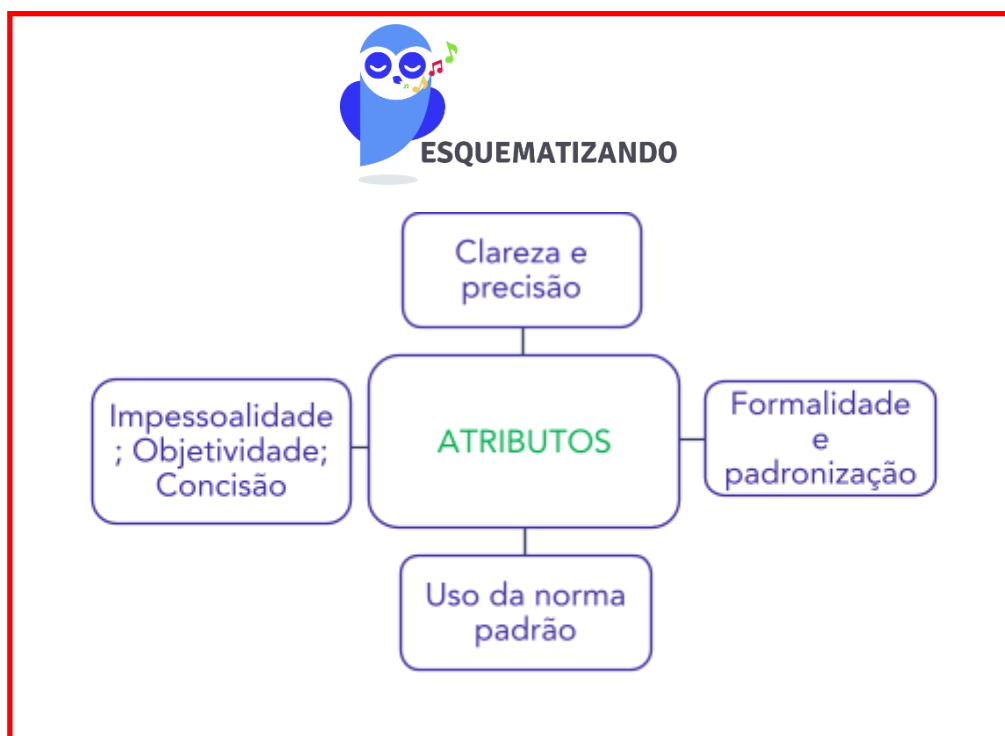 ESQUEMATIZANDO
Clareza e
precisão
Impessoalidade
; Objetividade;
Concisão
ATRIBUTOS
Formalidade
e
padronização
Uso da norma
padrão